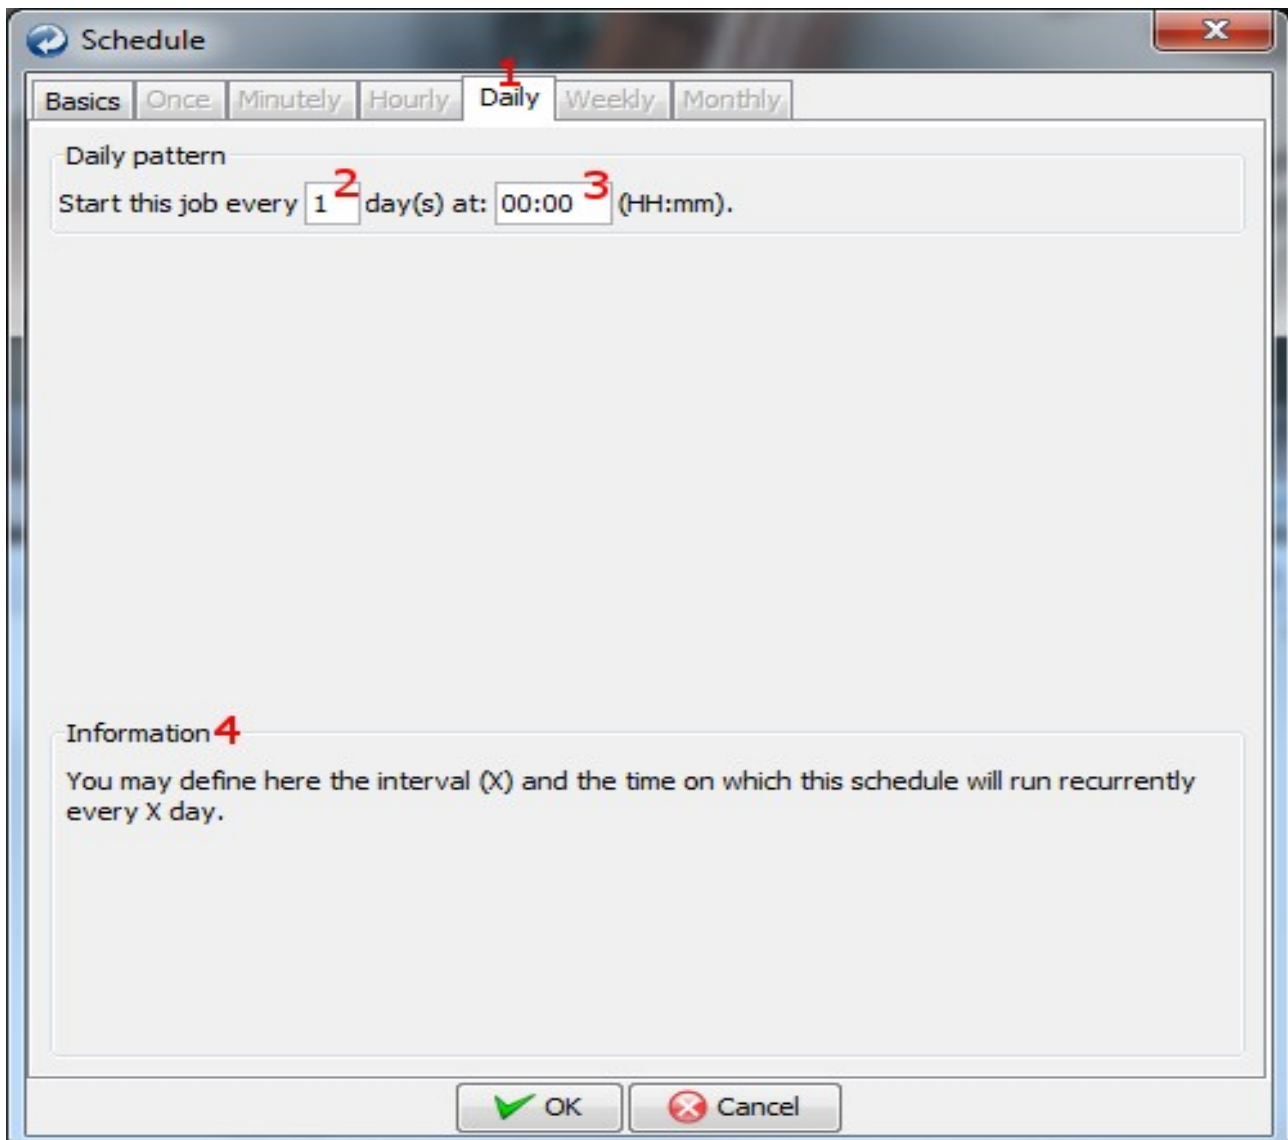 Schedule
1
Basics Once Minutely Hourly Daily Weekly Monthly
Daily pattern
Start this job every 1 2 day(s) at: 00:00 3 (HH:mm).
Information 4
You may define here the interval (X) and the time on which this schedule will run recurrently
every X day.
OK Cancel